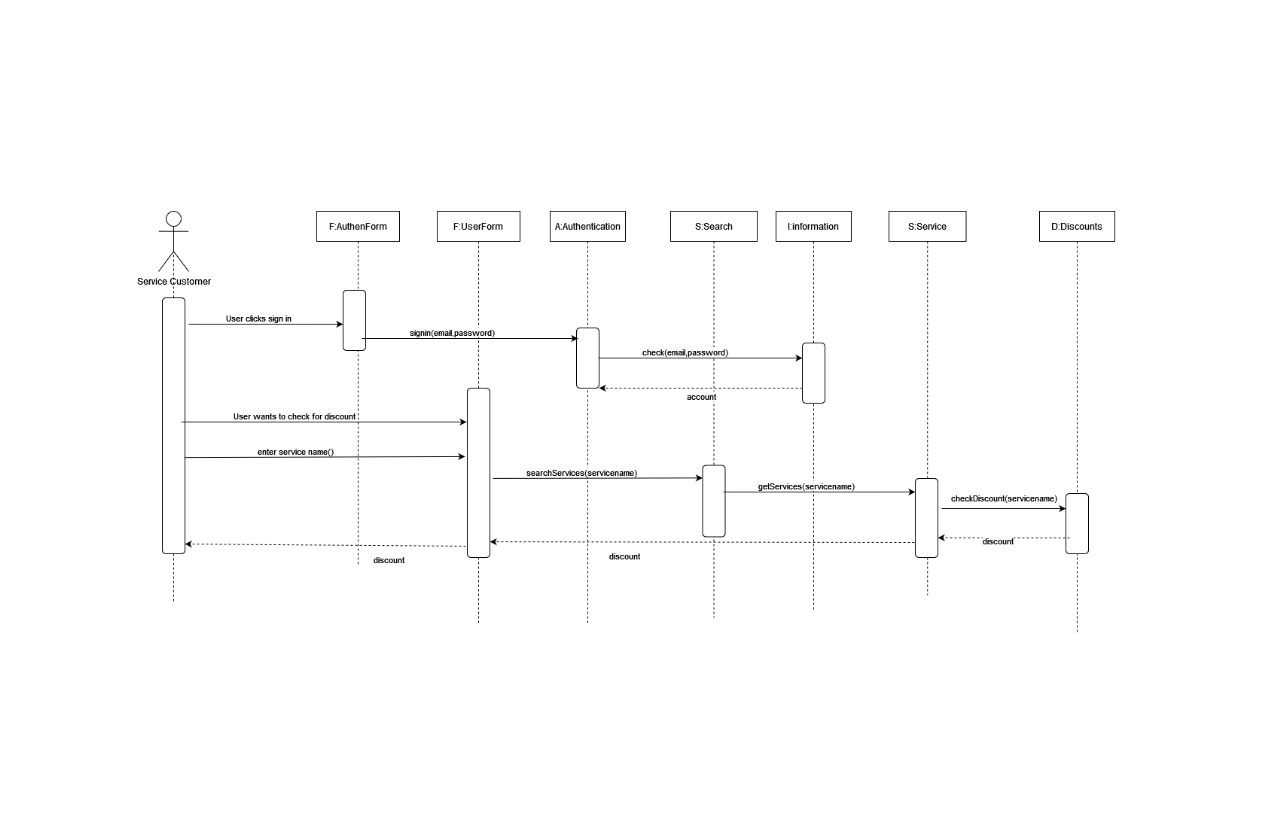 F:AuthenForm
F:UserForm
A:Authentication
S:Search
I:information
S:Service
D:Discounts
Service Customer
User clicks sign in
signin(email,password)
check(email,password)
account
User wants to check for discount
enter service name()
searchServices(servicename)
getServices(servicename)
checkDiscount(servicename)
discount
discount
discount